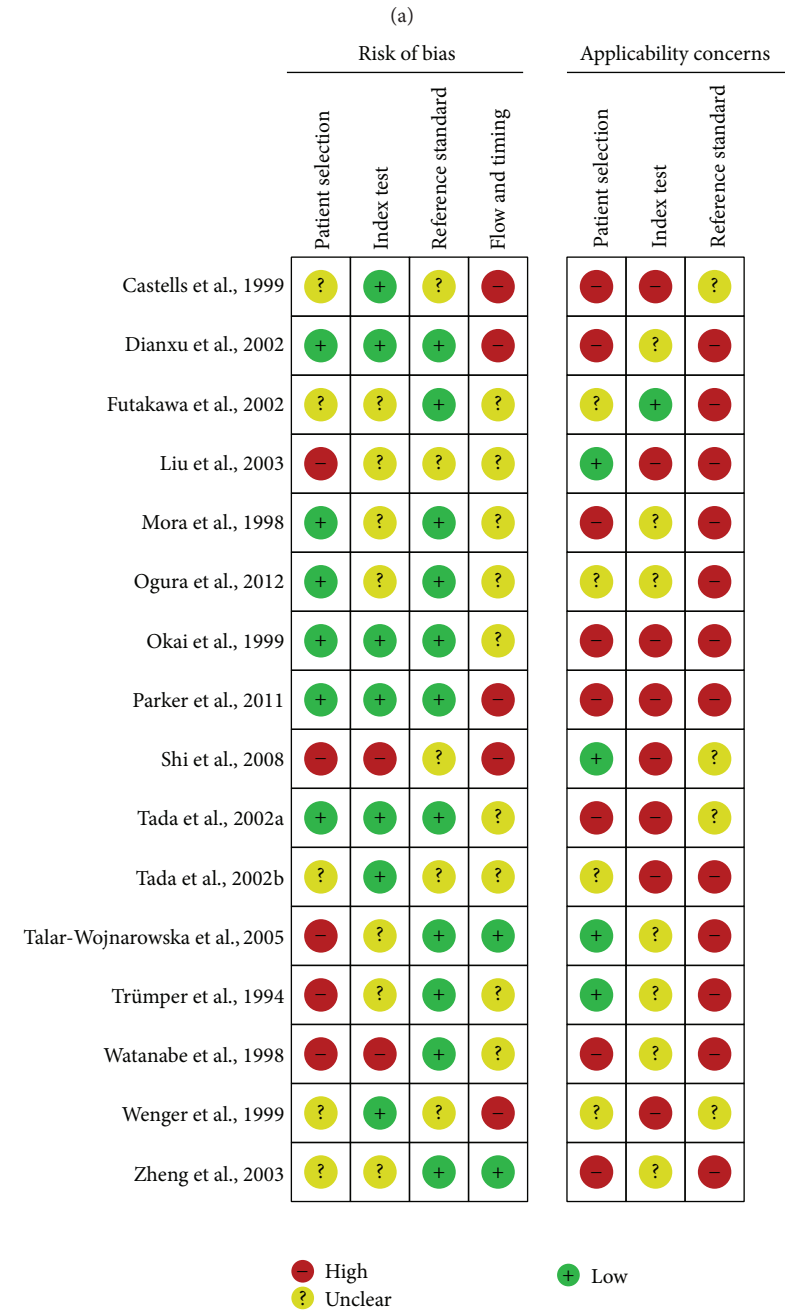 (a)
Risk of bias Applicability concerns
Patient selection Index test Reference standard Flow and timing Patient selection Index test Reference standard
Castells et al., 1999 ? + ? − − − ?
Dianxu et al., 2002 + + + − − ? −
Futakawa et al., 2002 ? ? + ? ? + −
Liu et al., 2003 − ? ? ? + − −
Mora et al., 1998 + ? + ? − ? −
Ogura et al., 2012 + ? + ? ? ? −
Okai et al., 1999 + + + ? − − −
Parker et al., 2011 + + + − − − −
Shi et al., 2008 − − ? − + − ?
Tada et al., 2002a + + + ? − − ?
Tada et al., 2002b ? + ? ? ? − −
Talar-Wojnarowska et al., 2005 − ? + + + ? −
Trümper et al., 1994 − ? + ? + ? −
Watanabe et al., 1998 − − + ? − ? −
Wenger et al., 1999 ? + ? − ? − ?
Zheng et al., 2003 ? ? + + − ? −
− High + Low
? Unclear